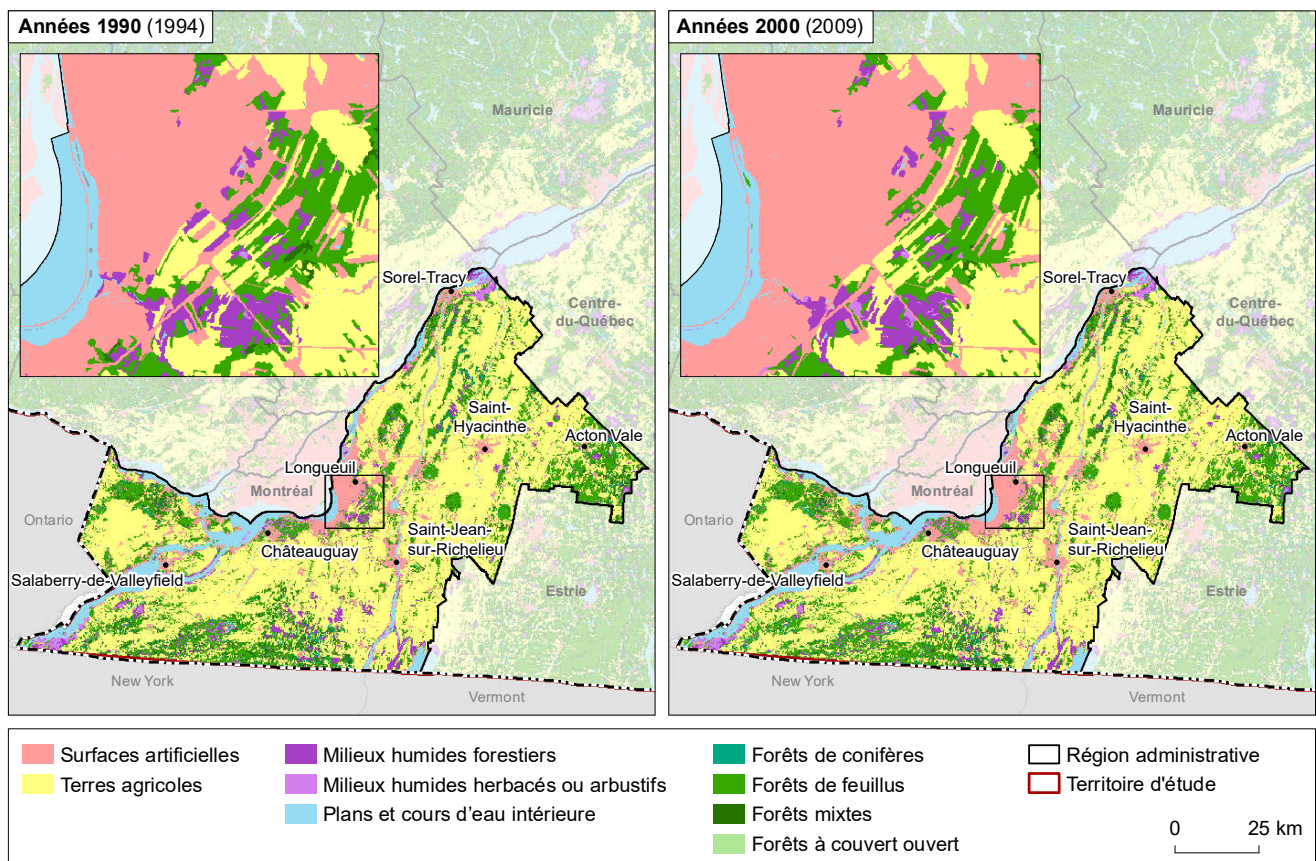 Années 1990 (1994)
Mauricie
Sorel-Tracy
Centre-
du-Québec
Saint-
Hyacinthe
Acton Vale
Longueuil
Montréal
Ontario
Châteauguay
Saint-Jean-
sur-Richelieu
Salaberry-de-Valleyfield
Estrie
New York
Vermont
Années 2000 (2009)
Mauricie
Sorel-Tracy
Centre-
du-Québec
Saint-
Hyacinthe
Acton Vale
Longueuil
Montréal
Ontario
Châteauguay
Saint-Jean-
sur-Richelieu
Salaberry-de-Valleyfield
Estrie
New York
Vermont
Surfaces artificielles
Terres agricoles
Milieux humides forestiers
Milieux humides herbacés ou arbustifs
Plans et cours d'eau intérieure
Forêts de conifères
Forêts de feuillus
Forêts mixtes
Forêts à couvert ouvert
Région administrative
Territoire d'étude
0 25 km